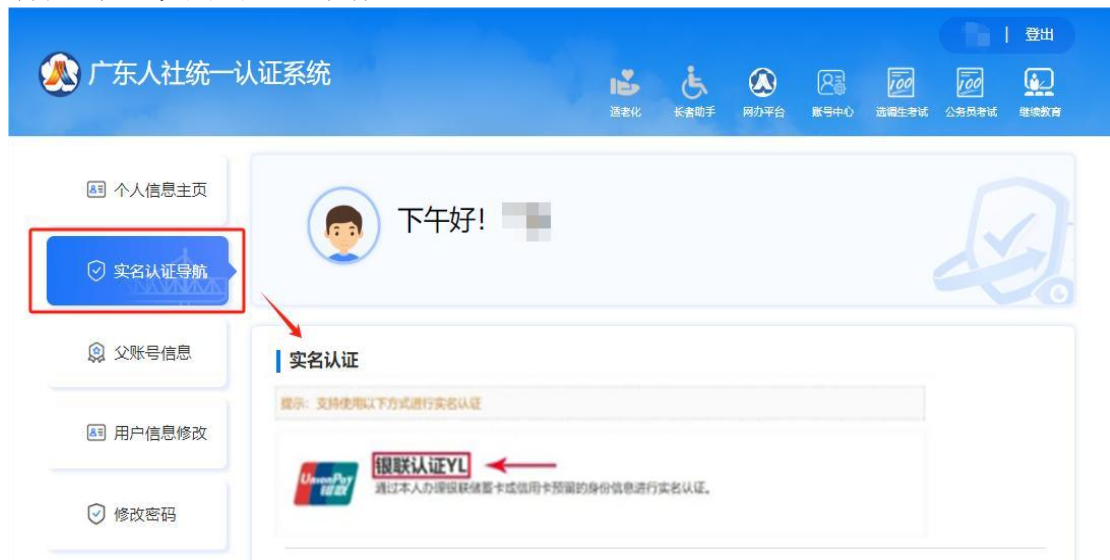 登出
广东人社统一认证系统
适老化
长者助手
网办平台
账号中心
选调生考试
公务员考试
继续教育
个人信息主页
下午好!
实名认证导航
父账号信息
实名认证
提示：支持使用以下方式进行实名认证
用户信息修改
UnionPay
银联
银联认证YL
通过本人办理银联储蓄卡或信用卡预留的身份信息进行实名认证。
修改密码